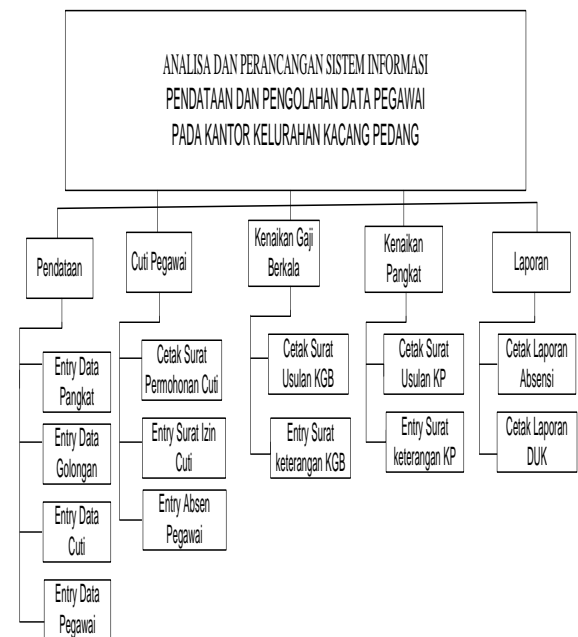 ANALISA DAN PERANCANGAN SISTEM INFORMASI
PENDATAAN DAN PENGOLAHAN DATA PEGAWAI
PADA KANTOR KELURAHAN KACANG PEDANG
Pendataan
Cuti Pegawai
Kenaikan Gaji
Berkala
Kenaikan
Pangkat
Laporan
Entry Data
Pangkat
Entry Data
Golongan
Entry Data
Cuti
Entry Data
Pegawai
Cetak Surat
Permohonan Cuti
Entry Surat Izin
Cuti
Entry Absen
Pegawai
Cetak Surat
Usulan KGB
Entry Surat
keterangan KGB
Cetak Surat
Usulan KP
Entry Surat
keterangan KP
Cetak Laporan
Absensi
Cetak Laporan
DUK